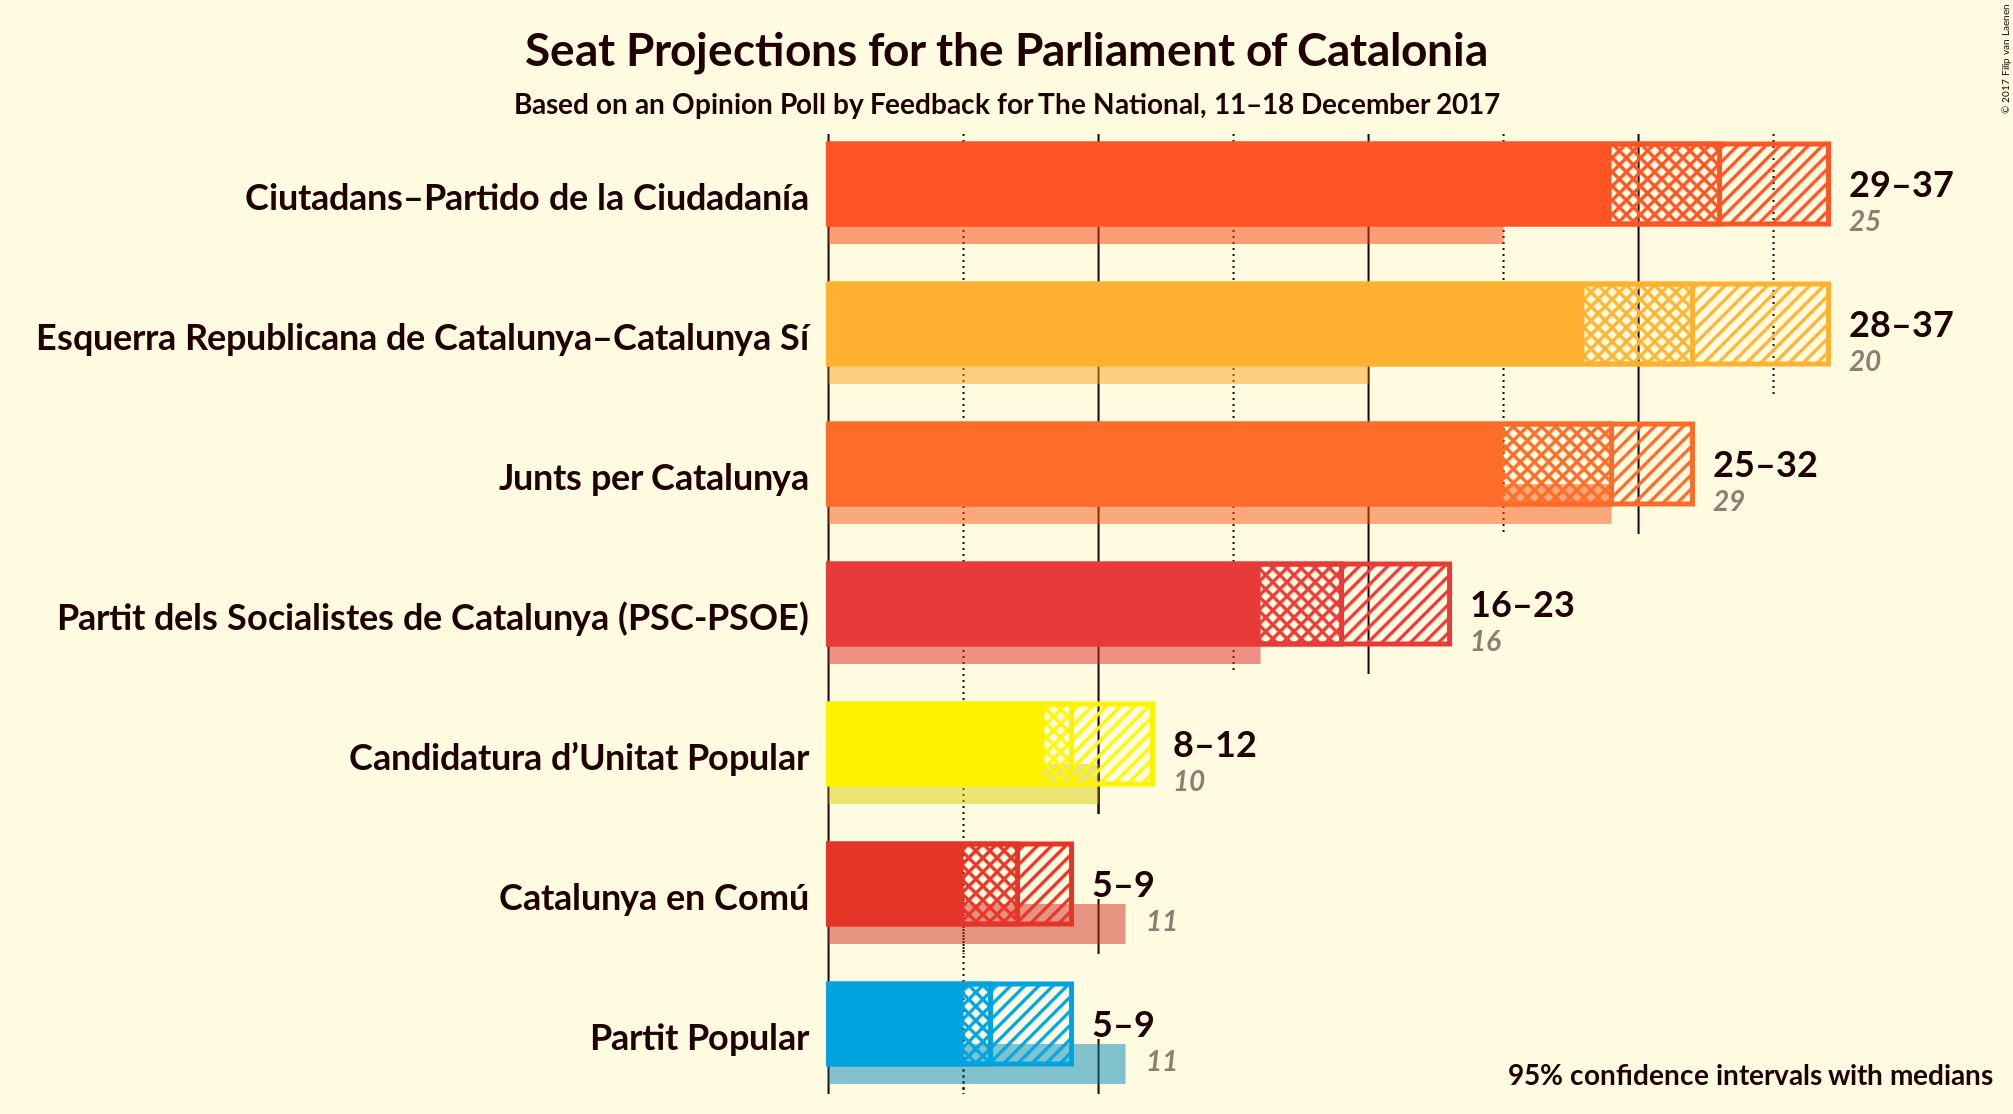 Seat Projections for the Parliament of Catalonia
Based on an Opinion Poll by Feedback for The National, 11–18 December 2017
© 2017 Filip van Laenen
Ciutadans–Partido de la Ciudadanía
29–37
25
Esquerra Republicana de Catalunya–Catalunya Sí
28–37
20
Junts per Catalunya
25–32
29
Partit dels Socialistes de Catalunya (PSC-PSOE)
16–23
16
Candidatura d’Unitat Popular
8–12
10
Catalunya en Comú
5–9
11
Partit Popular
5–9
11
95% confidence intervals with medians